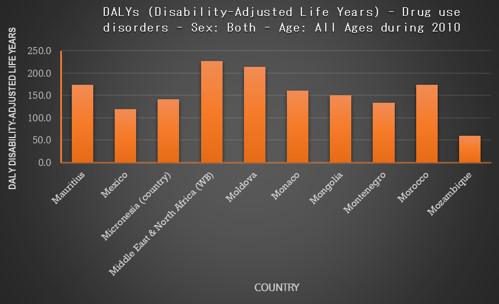 DALYs (Disability-Adjusted Life Years) - Drug use
disorders - Sex: Both - Age: All Ages during 2010
DALY DISABILITY-ADJUSTED LIFE YEARS
250.0
200.0
150.0
100.0
50.0
0.0
Mauritius
Mexico
Micronesia (country)
Middle East & North Africa (WB)
Moldova
Monaco
Mongolia
Montenegro
Morocco
Mozambique
COUNTRY